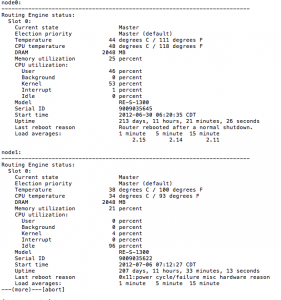 node0:
--------------------------------------------------------------------------
Routing Engine status:
Slot 0:
Current state Master
Election priority Master (default)
Temperature 44 degrees C / 111 degrees F
CPU temperature 48 degrees C / 118 degrees F
DRAM 2048 MB
Memory utilization 25 percent
CPU utilization:
User 46 percent
Background 0 percent
Kernel 53 percent
Interrupt 1 percent
Idle 0 percent
Model RE-S-1300
Serial ID 9009035645
Start time 2012-06-30 06:20:35 CDT
Uptime 213 days, 11 hours, 21 minutes, 26 seconds
Last reboot reason Router rebooted after a normal shutdown.
Load averages: 1 minute 5 minute 15 minute
2.15 2.14 2.11
node1:
--------------------------------------------------------------------------
Routing Engine status:
Slot 0:
Current state Master
Election priority Master (default)
Temperature 38 degrees C / 100 degrees F
CPU temperature 34 degrees C / 93 degrees F
DRAM 2048 MB
Memory utilization 21 percent
CPU utilization:
User 0 percent
Background 0 percent
Kernel 4 percent
Interrupt 0 percent
Idle 96 percent
Model RE-S-1300
Serial ID 9009035622
Start time 2012-07-06 07:12:27 CDT
Uptime 207 days, 11 hours, 33 minutes, 13 seconds
Last reboot reason 0x11:power cycle/failure misc hardware reason
Load averages: 1 minute 5 minute 15 minute
---(more)---[abort]